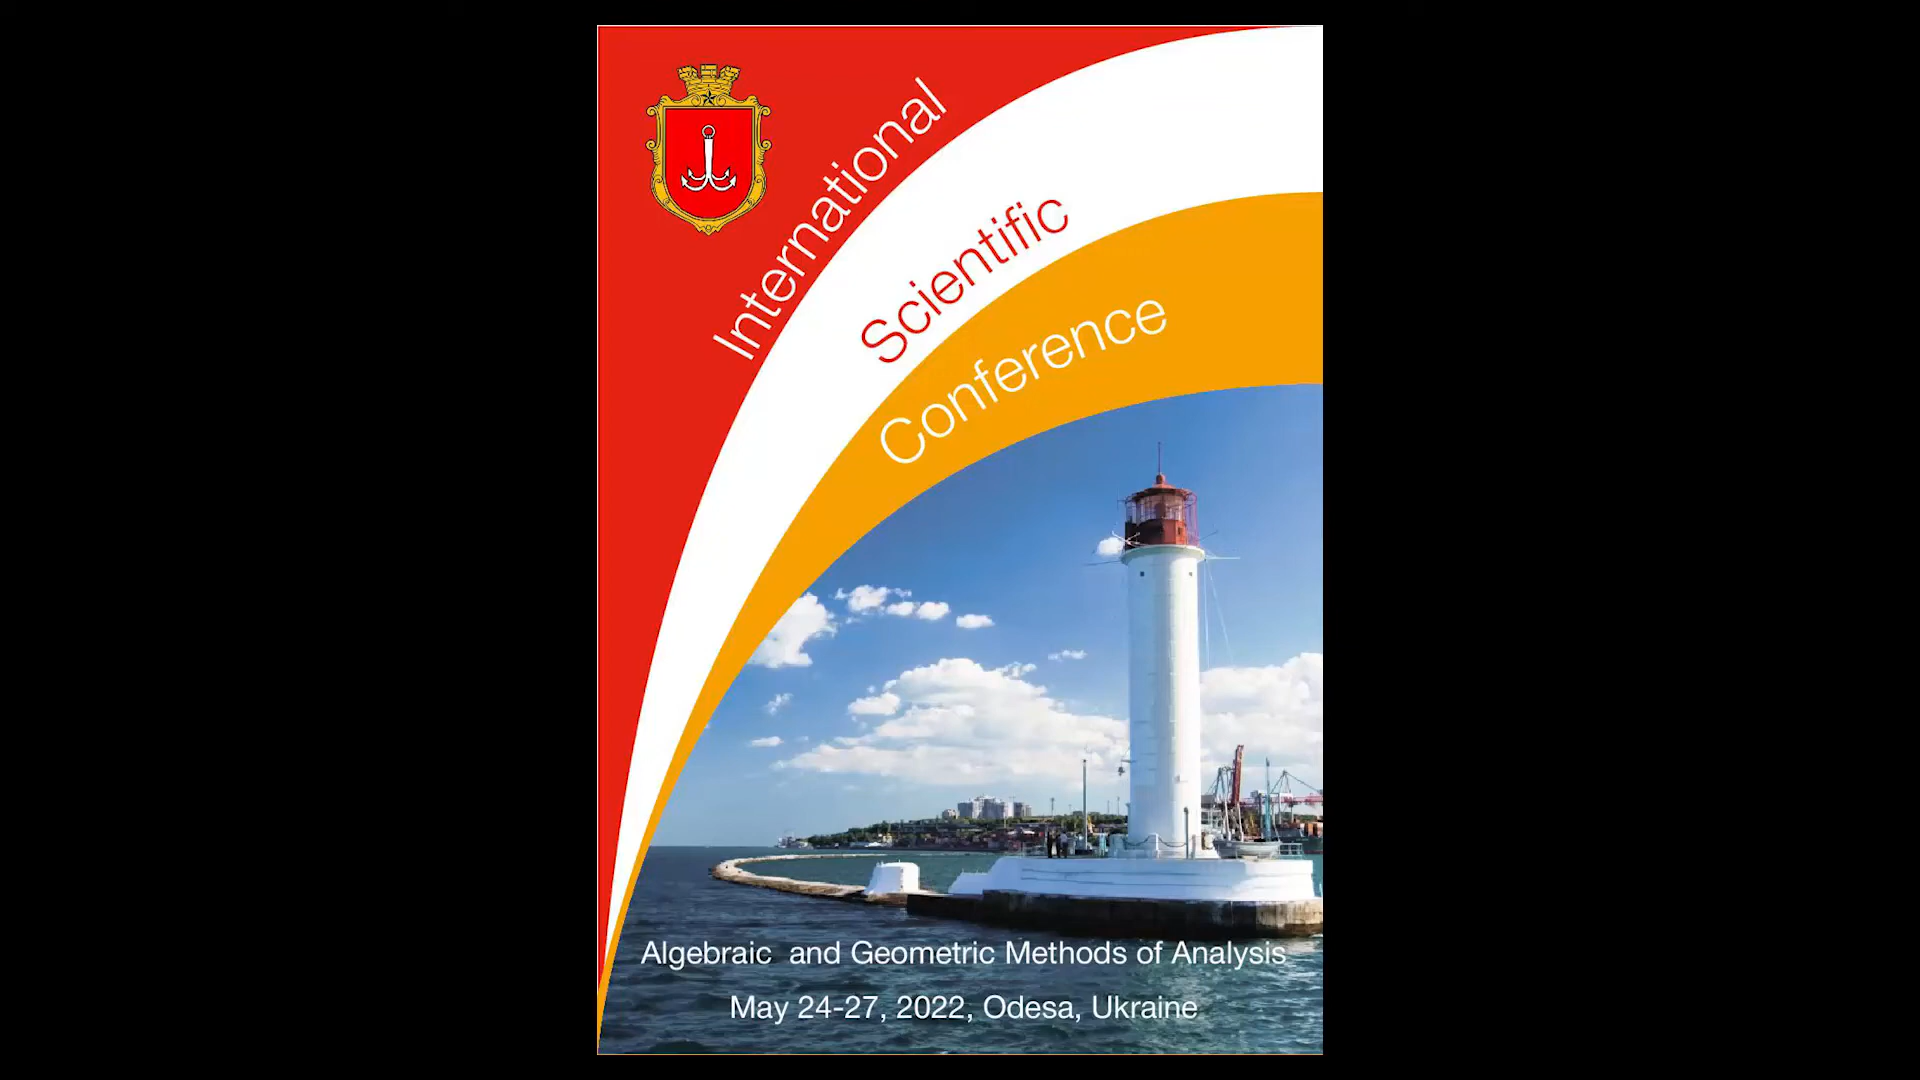 International
Scientific
Conference
Algebraic and Geometric Methods of Analysis
May 24-27, 2022, Odesa, Ukraine